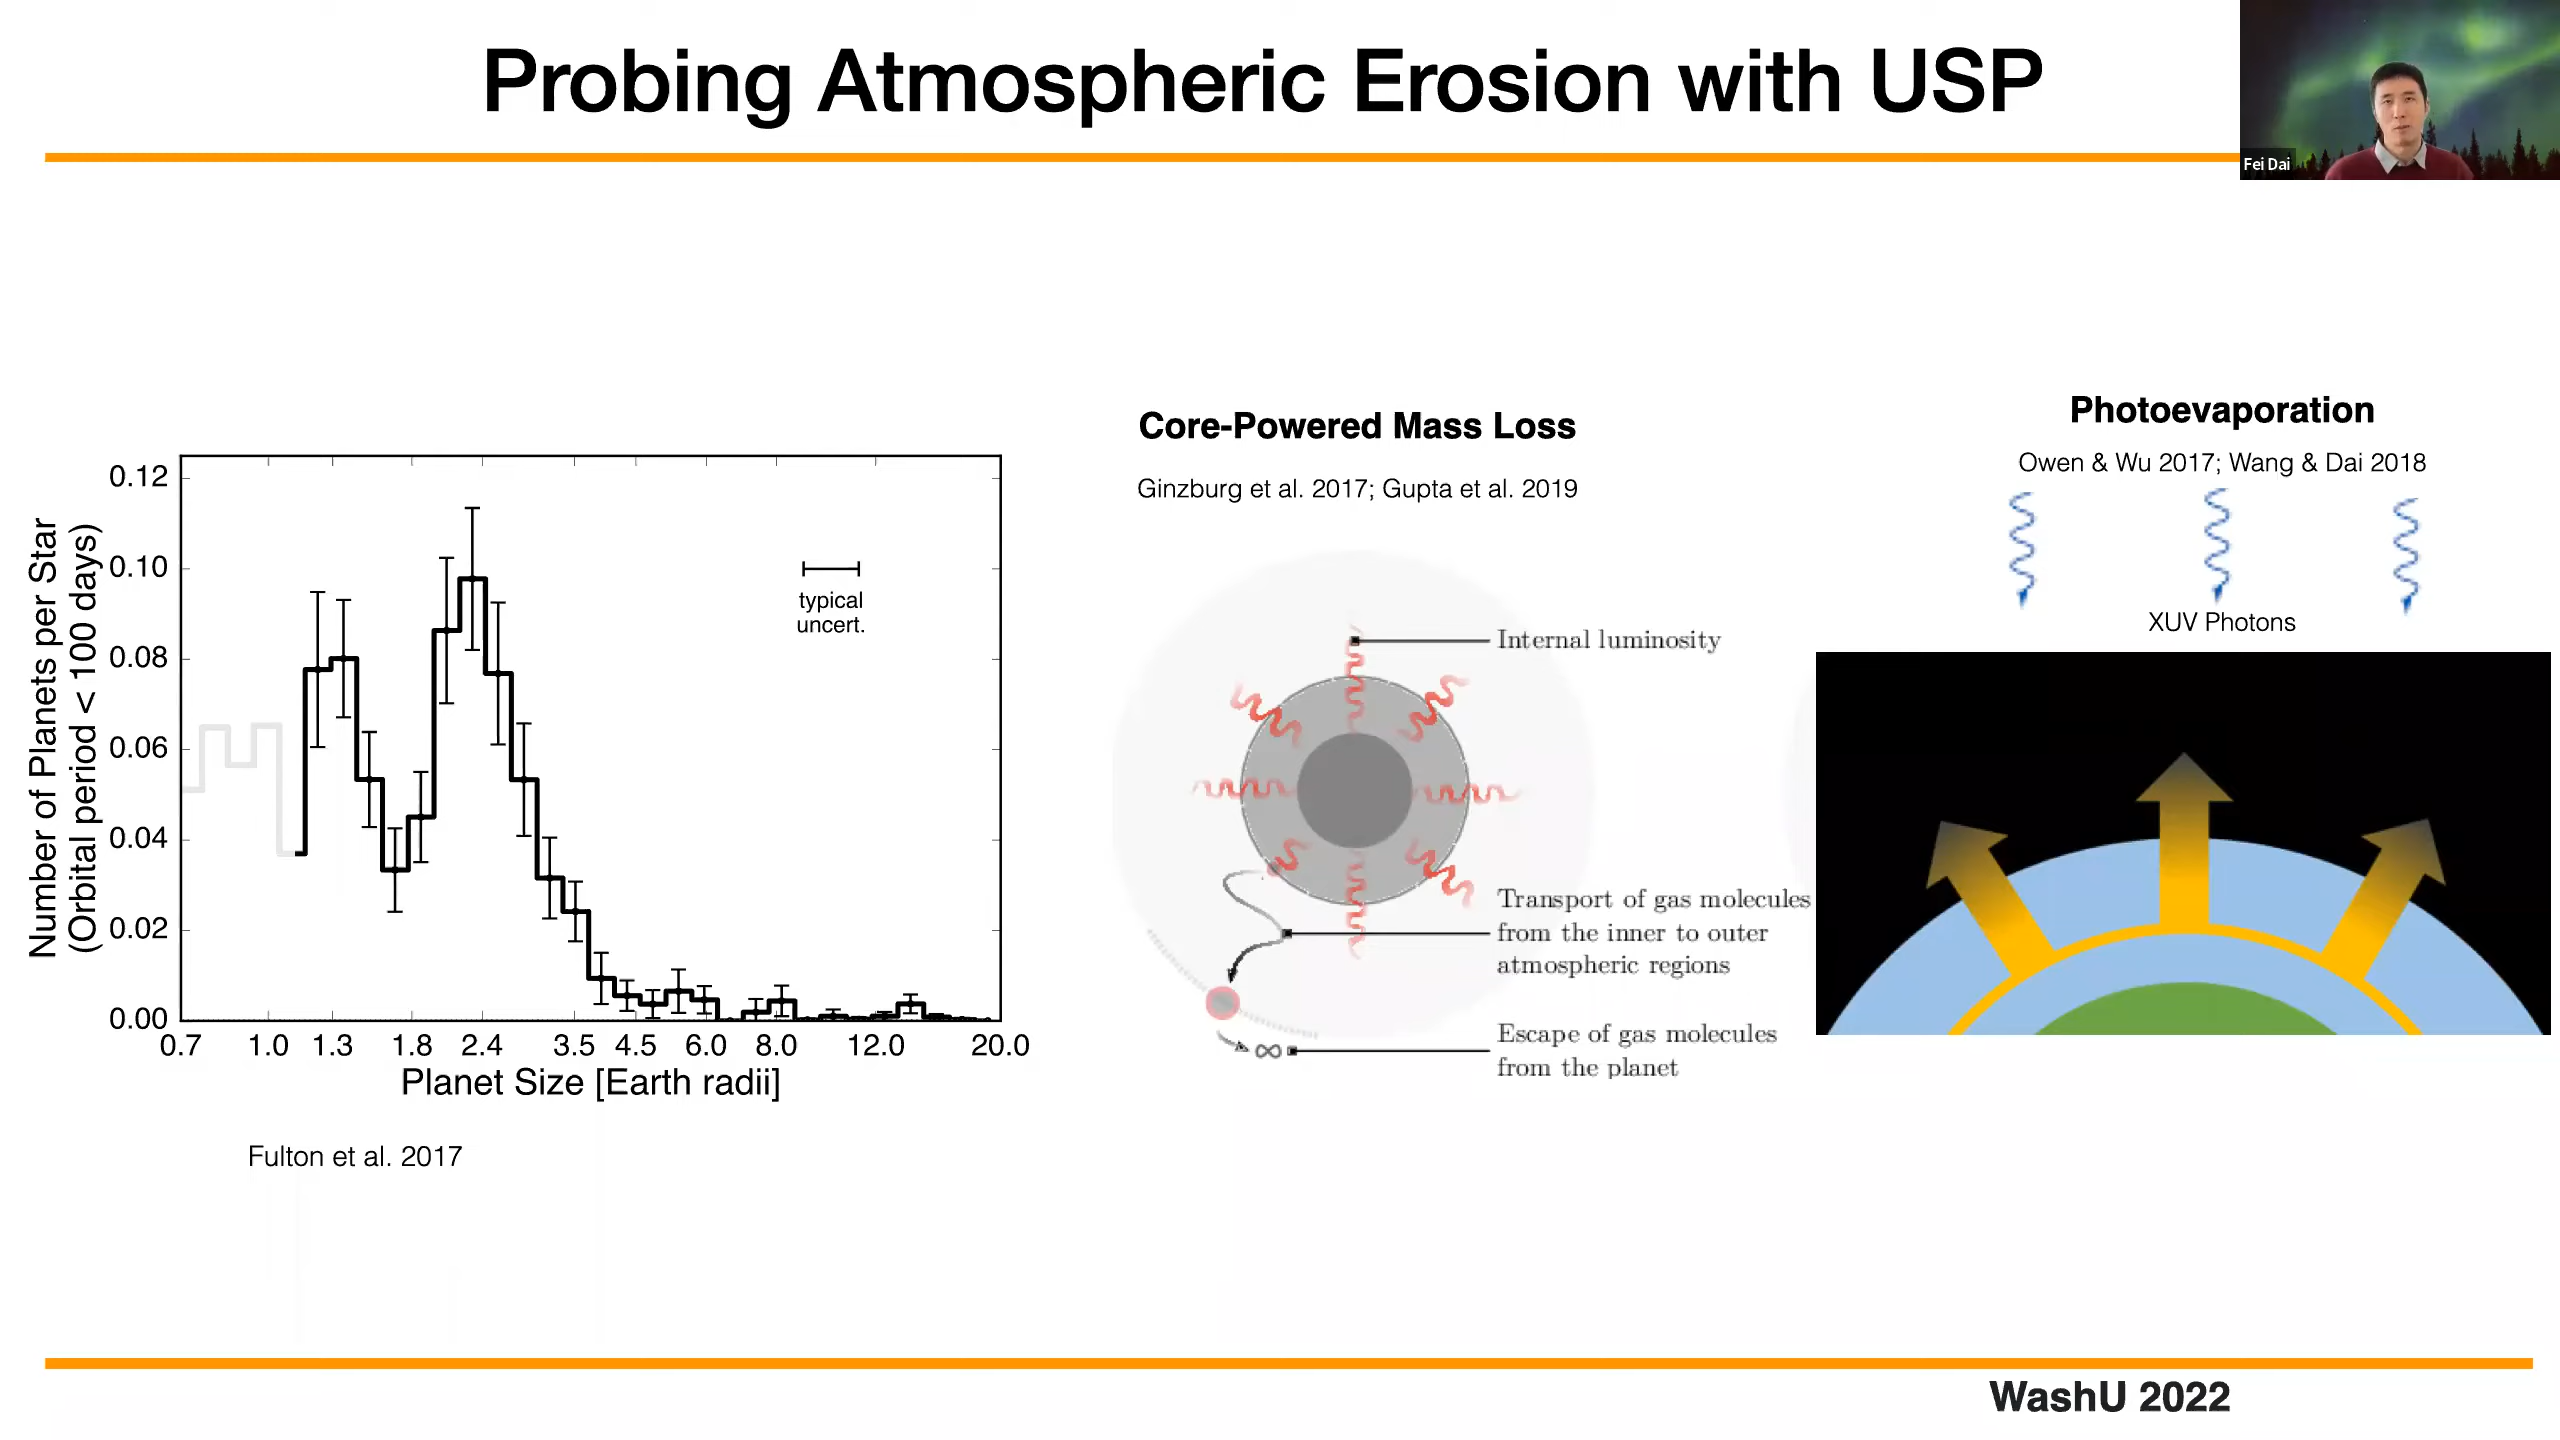 Probing Atmospheric Erosion with USP
Fei Dai
Number of Planets per Star
(Orbital period < 100 days)
0.12
0.10
0.08
0.06
0.04
0.02
0.00
typical
uncert.
0.7 1.0 1.3 1.8 2.4 3.5 4.5 6.0 8.0 12.0 20.0
Planet Size [Earth radii]
Fulton et al. 2017
Core-Powered Mass Loss
Ginzburg et al. 2017; Gupta et al. 2019
Internal luminosity
Transport of gas molecules
from the inner to outer
atmospheric regions
Escape of gas molecules
from the planet
∞
Photoevaporation
Owen & Wu 2017; Wang & Dai 2018
XUV Photons
WashU 2022